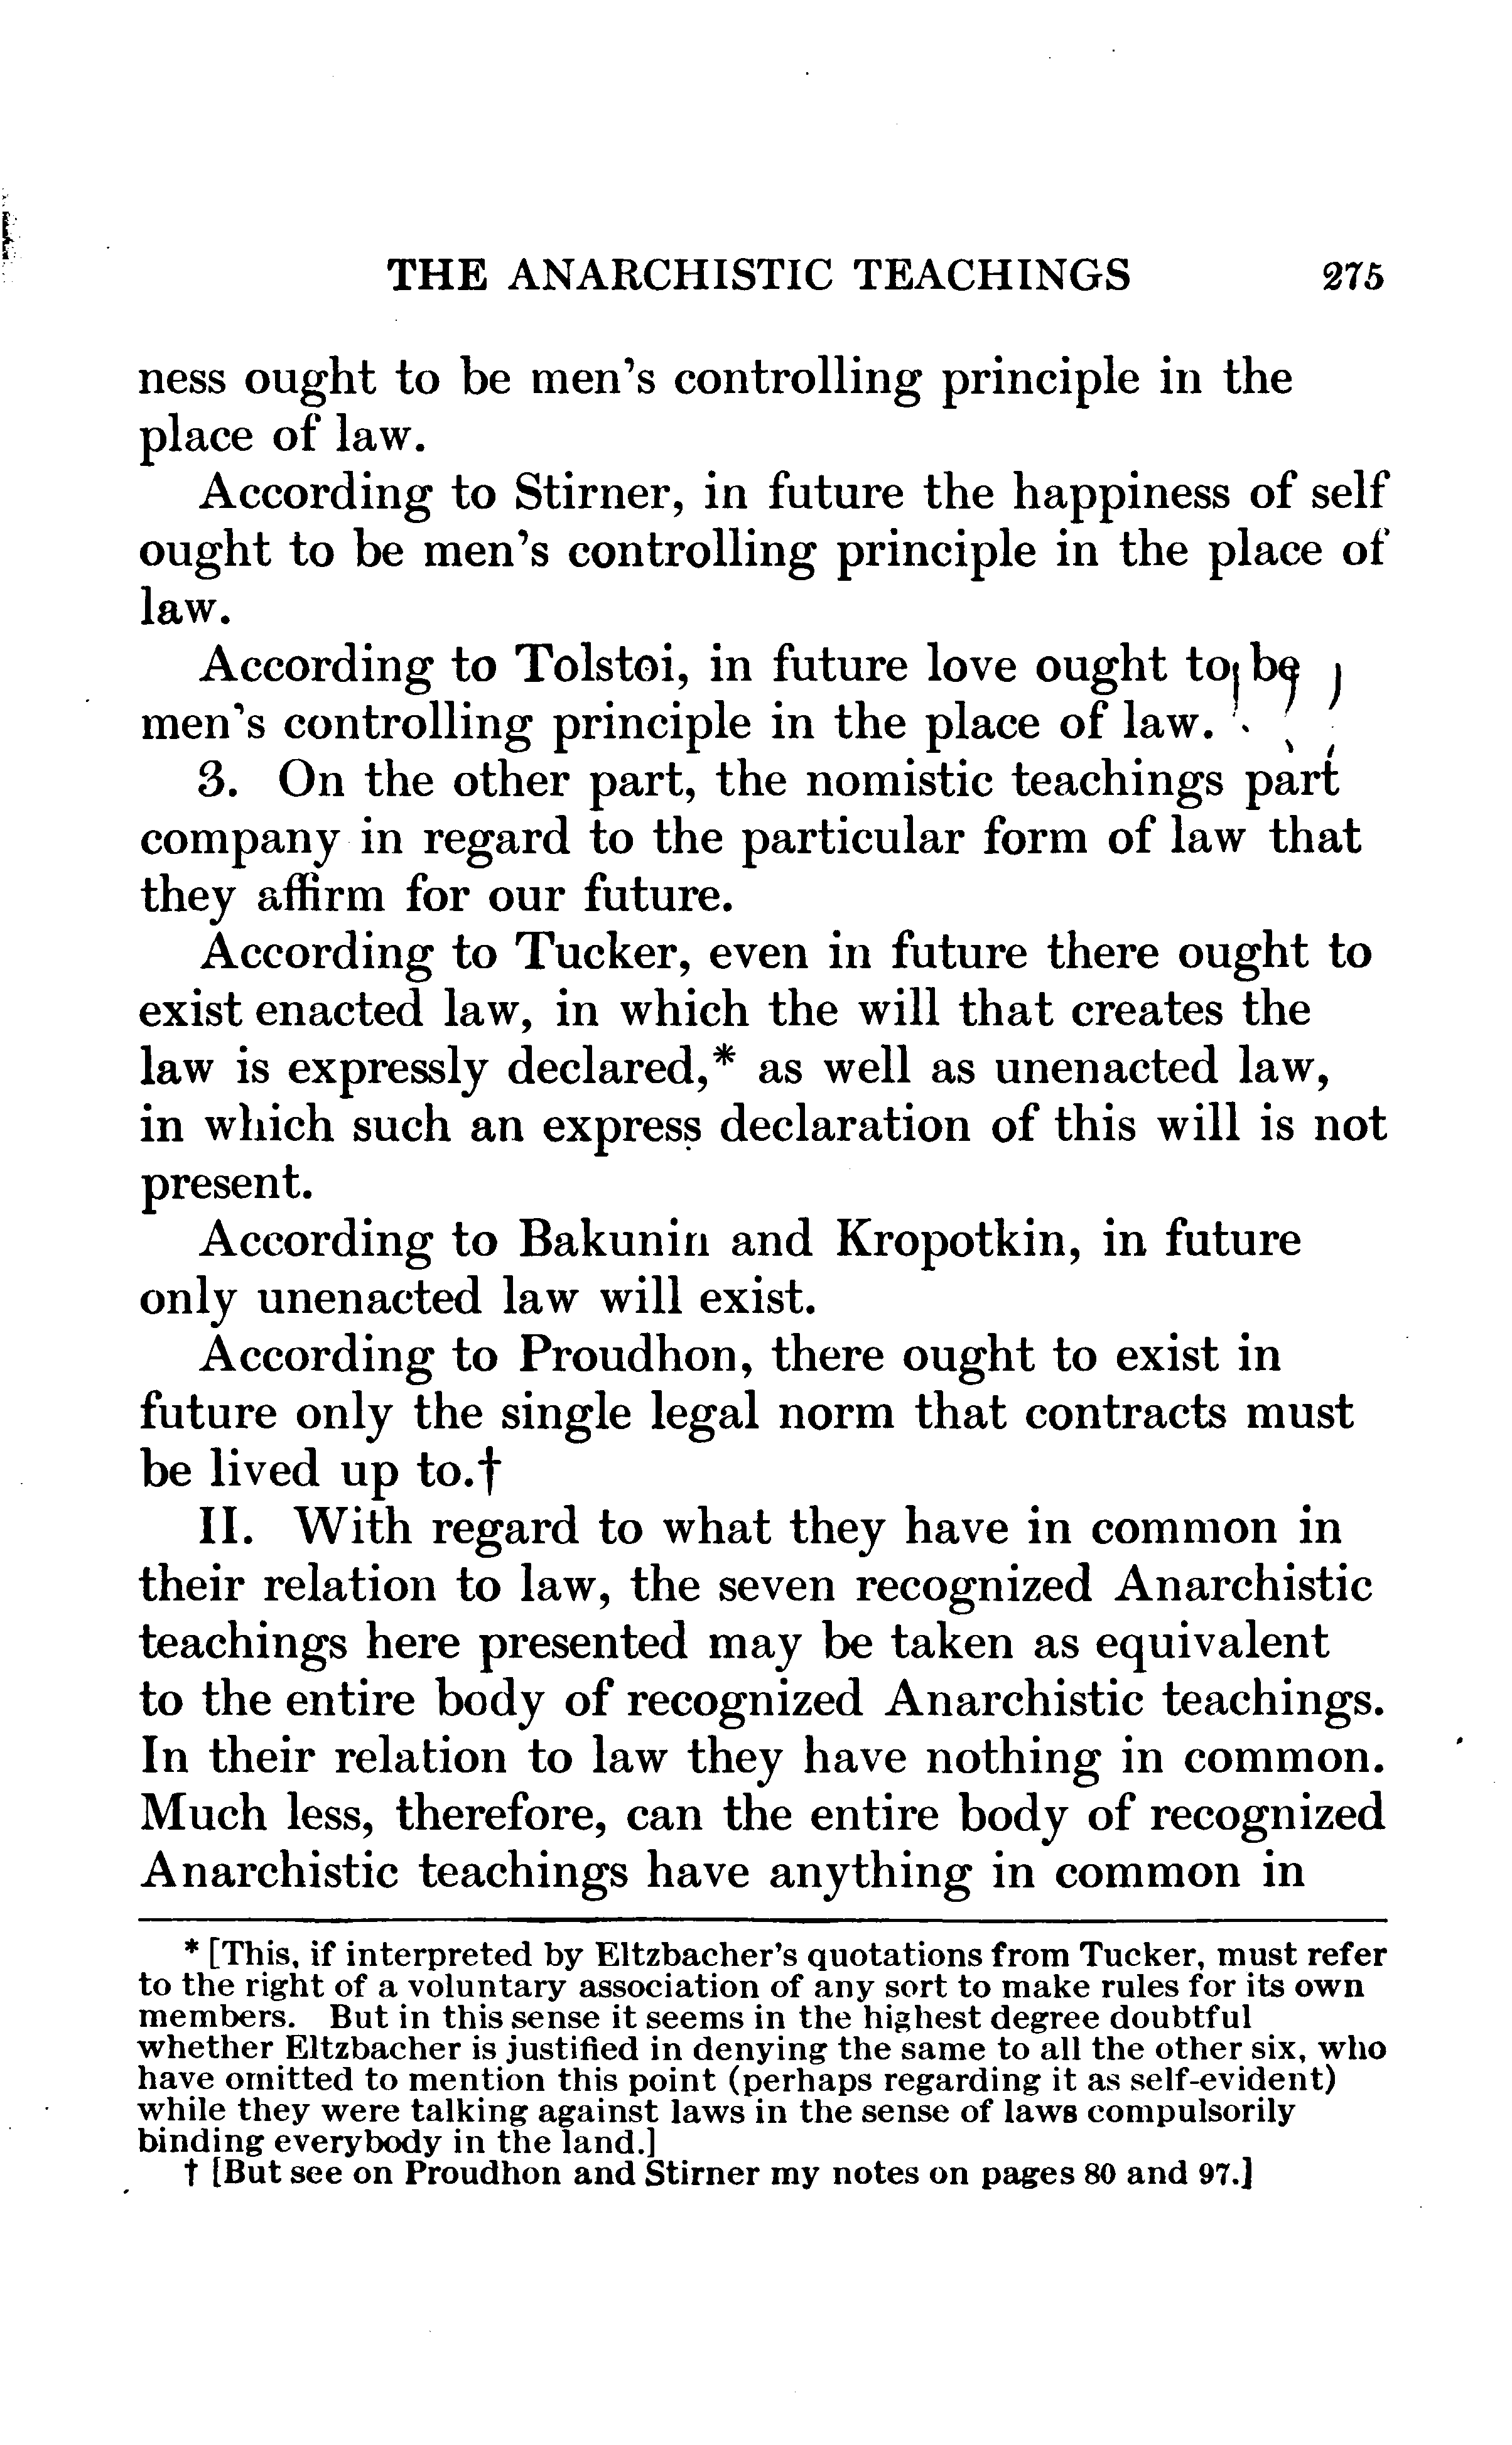 THE ANARCHISTIC TEACHINGS 275
ness ought to be men's controlling principle in the
place of law.
According to Stirner, in future the happiness of self
ought to be men's controlling principle in the place of
law.
According to Tolstoi, in future love ought to be
men's controlling principle in the place of law.
3. On the other part, the nomistic teachings part
company in regard to the particular form of law that
they affirm for our future.
According to Tucker, even in future there ought to
exist enacted law, in which the will that creates the
law is expressly declared,* as well as unenacted law,
in which such an express declaration of this will is not
present.
According to Bakunin and Kropotkin, in future
only unenacted law will exist.
According to Proudhon, there ought to exist in
future only the single legal norm that contracts must
be lived up to.†
II. With regard to what they have in common in
their relation to law, the seven recognized Anarchistic
teachings here presented may be taken as equivalent
to the entire body of recognized Anarchistic teachings.
In their relation to law they have nothing in common.
Much less, therefore, can the entire body of recognized
Anarchistic teachings have anything in common in
* [This, if interpreted by Eltzbacher's quotations from Tucker, must refer
to the right of a voluntary association of any sort to make rules for its own
members. But in this sense it seems in the highest degree doubtful
whether Eltzbacher is justified in denying the same to all the other six, who
have omitted to mention this point (perhaps regarding it as self-evident)
while they were talking against laws in the sense of laws compulsorily
binding everybody in the land.]
† [But see on Proudhon and Stirner my notes on pages 80 and 97.]